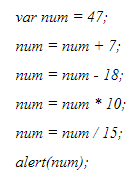 var num = 47;
num = num + 7;
num = num - 18;
num = num * 10;
num = num / 15;
alert(num);